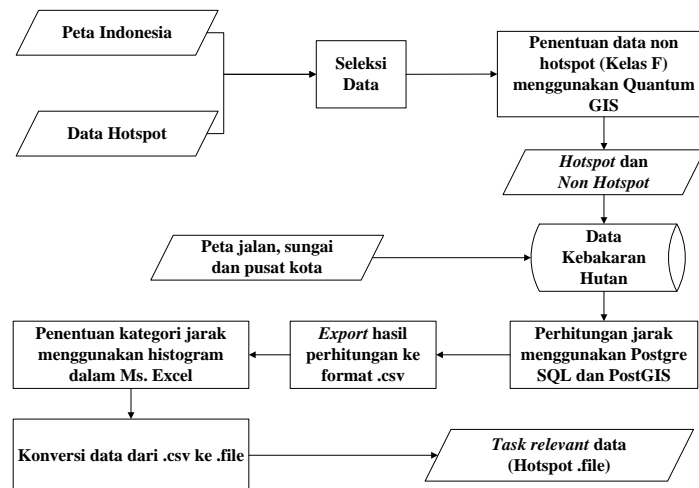 Peta Indonesia
Data Hotspot
Seleksi
Data
Penentuan data non
hotspot (Kelas F)
menggunakan Quantum
GIS
Hotspot dan
Non Hotspot
Peta jalan, sungai
dan pusat kota
Data
Kebakaran
Hutan
Perhitungan jarak
menggunakan Postgre
SQL dan PostGIS
Export hasil
perhitungan ke
format .csv
Penentuan kategori jarak
menggunakan histogram
dalam Ms. Excel
Konversi data dari .csv ke .file
Task relevant data
(Hotspot .file)